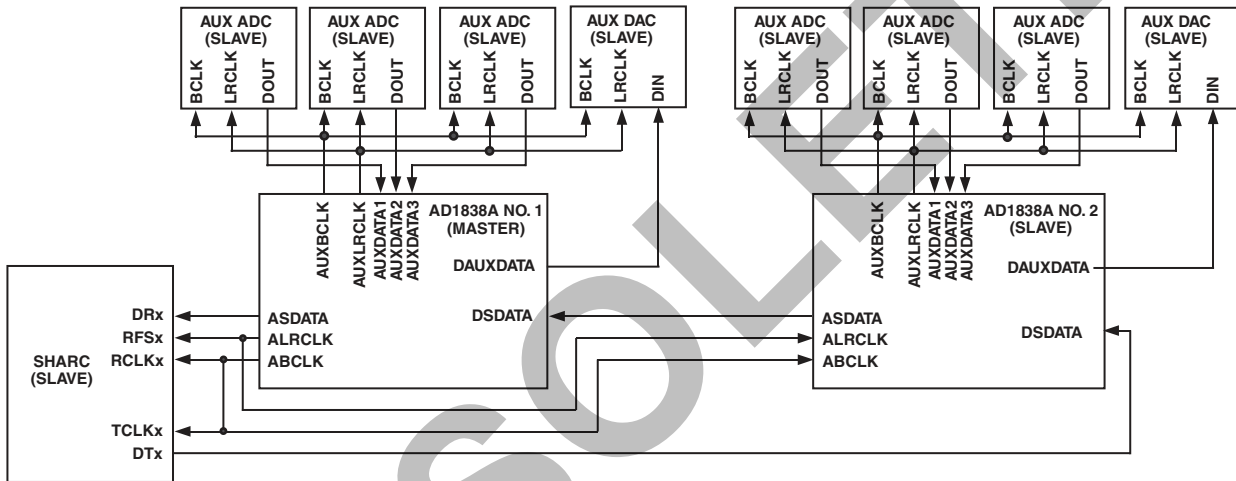 AUX ADC
(SLAVE)
BCLK
LRCLK
DOUT
AUX ADC
(SLAVE)
BCLK
LRCLK
DOUT
AUX ADC
(SLAVE)
BCLK
LRCLK
DOUT
AUX DAC
(SLAVE)
BCLK
LRCLK
DIN
AUX ADC
(SLAVE)
BCLK
LRCLK
DOUT
AUX ADC
(SLAVE)
BCLK
LRCLK
DOUT
AUX ADC
(SLAVE)
BCLK
LRCLK
DOUT
AUX DAC
(SLAVE)
BCLK
LRCLK
DIN
AUXBCLK
AUXLRCLK
AUXDATA1
AUXDATA2
AUXDATA3
AD1838A NO. 1
(MASTER)
DAUXDATA
DSDATA
ASDATA
ALRCLK
ABCLK
AUXBCLK
AUXLRCLK
AUXDATA1
AUXDATA2
AUXDATA3
AD1838A NO. 2
(SLAVE)
DAUXDATA
DSDATA
ASDATA
ALRCLK
ABCLK
SHARC
(SLAVE)
DRx
RFSx
RCLKx
TCLKx
DTx
SOLET